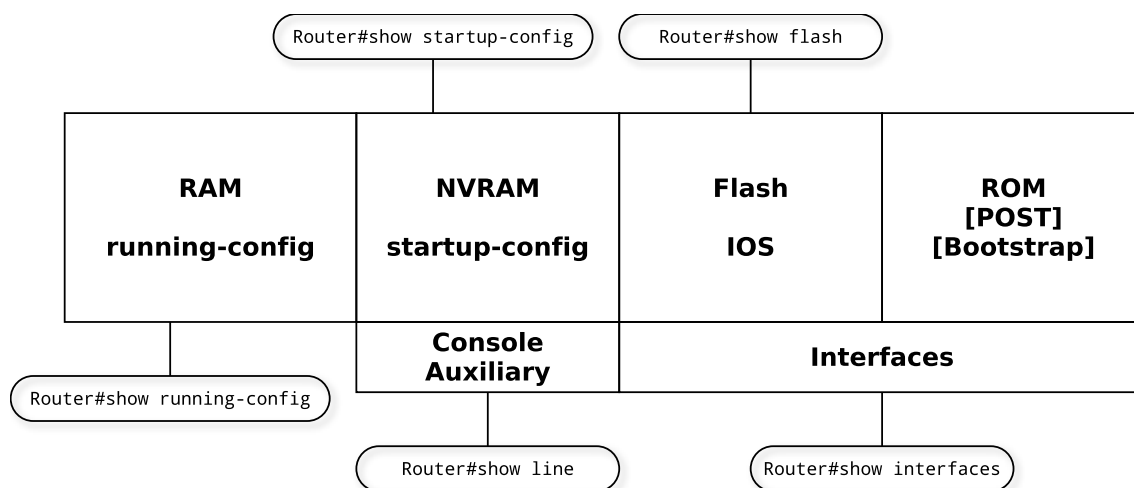 Router#show startup-config
Router#show flash
RAM
running-config
NVRAM
startup-config
Flash
IOS
ROM
[POST]
[Bootstrap]
Console
Auxiliary
Interfaces
Router#show running-config
Router#show line
Router#show interfaces